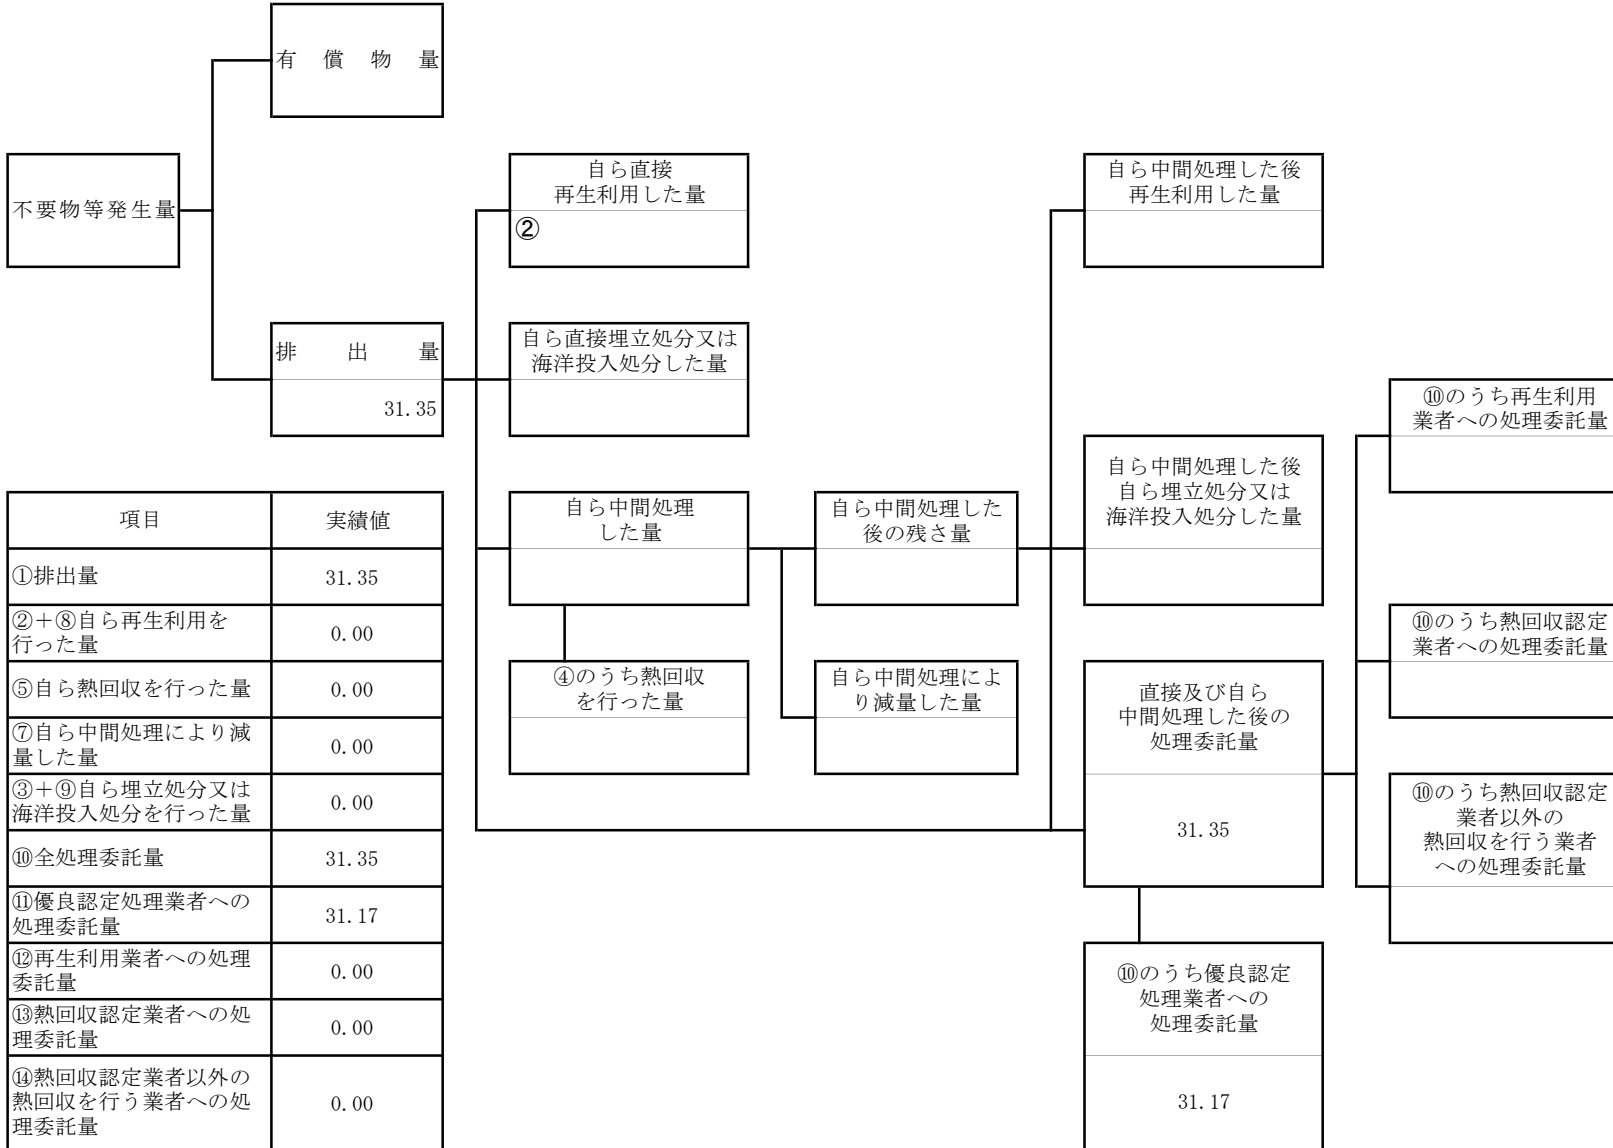 有償物量
不要物等発生量
自ら直接
再生利用した量
②
自ら中間処理した後
再生利用した量
排出量
31.35
自ら直接埋立処分又は
海洋投入処分した量
⑩のうち再生利用
業者への処理委託量
自ら中間処理
した量
自ら中間処理した
後の残さ量
自ら中間処理した後
自ら埋立処分又は
海洋投入処分した量
⑩のうち熱回収認定
業者への処理委託量
④のうち熱回収
を行った量
自ら中間処理によ
り減量した量
直接及び自ら
中間処理した後の
処理委託量
31.35
⑩のうち熱回収認定
業者以外の
熱回収を行う業者
への処理委託量
⑩のうち優良認定
処理業者への
処理委託量
31.17
項目 実績値
①排出量 31.35
②＋⑧自ら再生利用を
行った量 0.00
⑤自ら熱回収を行った量 0.00
⑦自ら中間処理により減
量した量 0.00
③＋⑨自ら埋立処分又は
海洋投入処分を行った量 0.00
⑩全処理委託量 31.35
⑪優良認定処理業者への
処理委託量 31.17
⑫再生利用業者への処理
委託量 0.00
⑬熱回収認定業者への処
理委託量 0.00
⑭熱回収認定業者以外の
熱回収を行う業者への処
理委託量 0.00